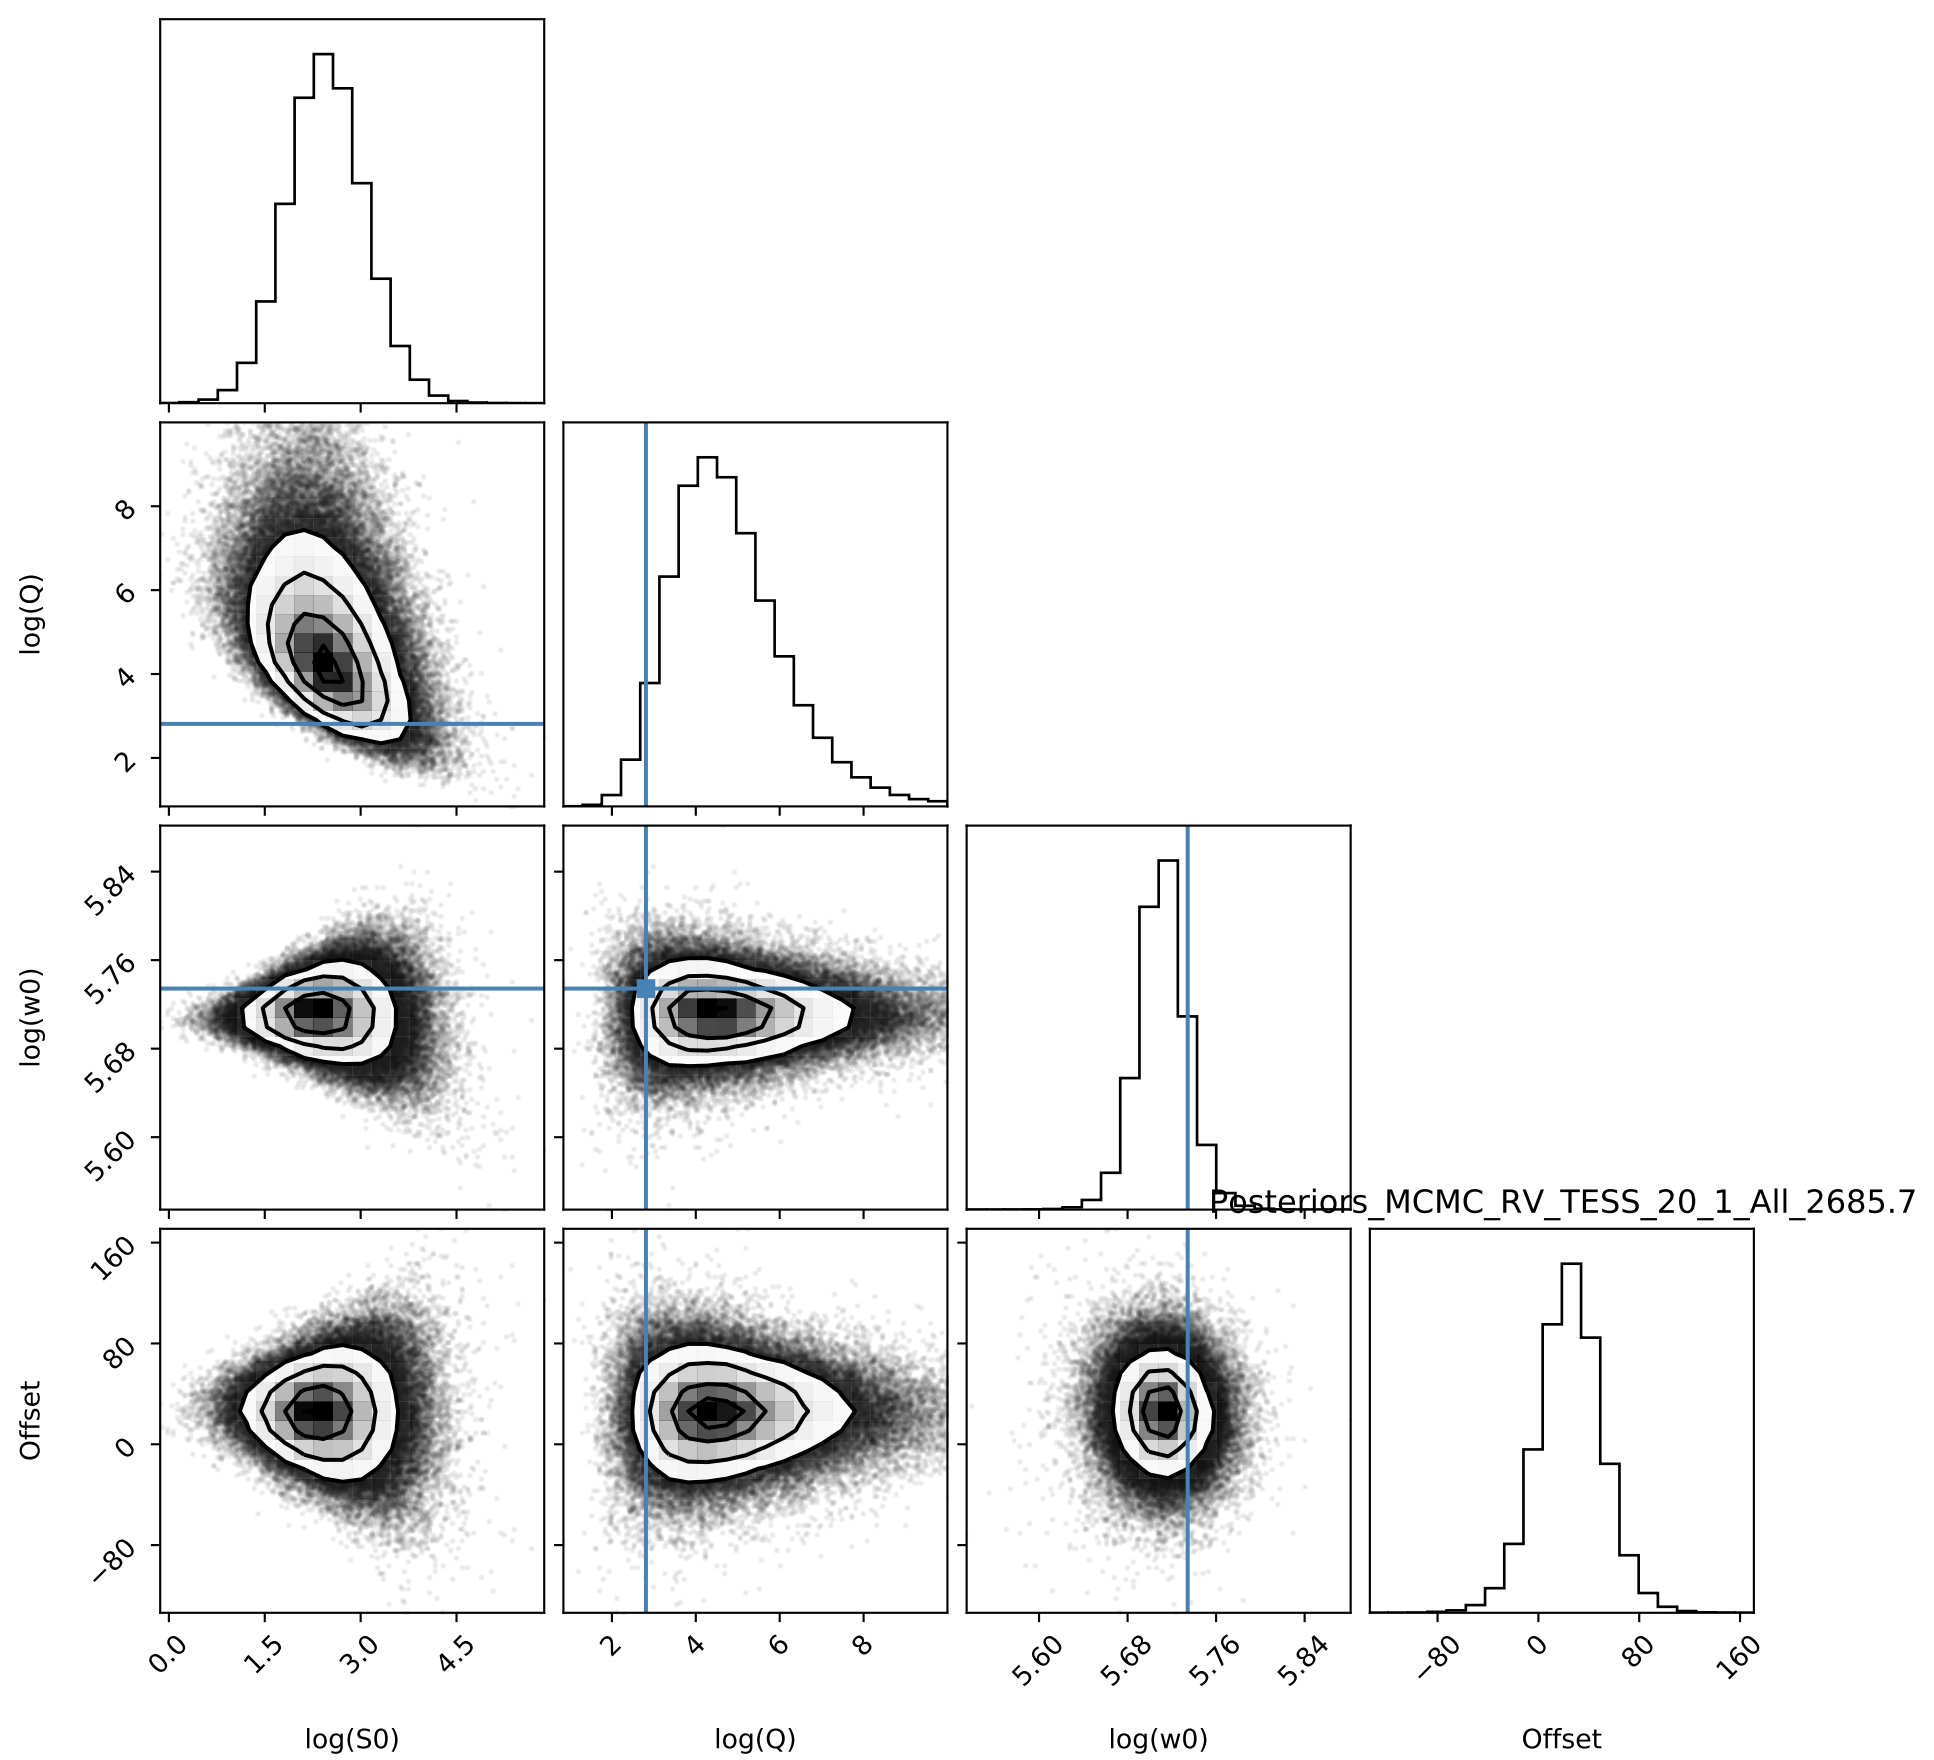 log(Q)
8
6
4
2
log(w0)
5.84
5.76
5.68
5.60
Posteriors_MCMC_RV_TESS_20_1_All_2685.7
Offset
160
80
0
−80
0.0 1.5 3.0 4.5 2 4 6 8 5.60 5.68 5.76 5.84 −80 0 80 160
log(S0) log(Q) log(w0) Offset